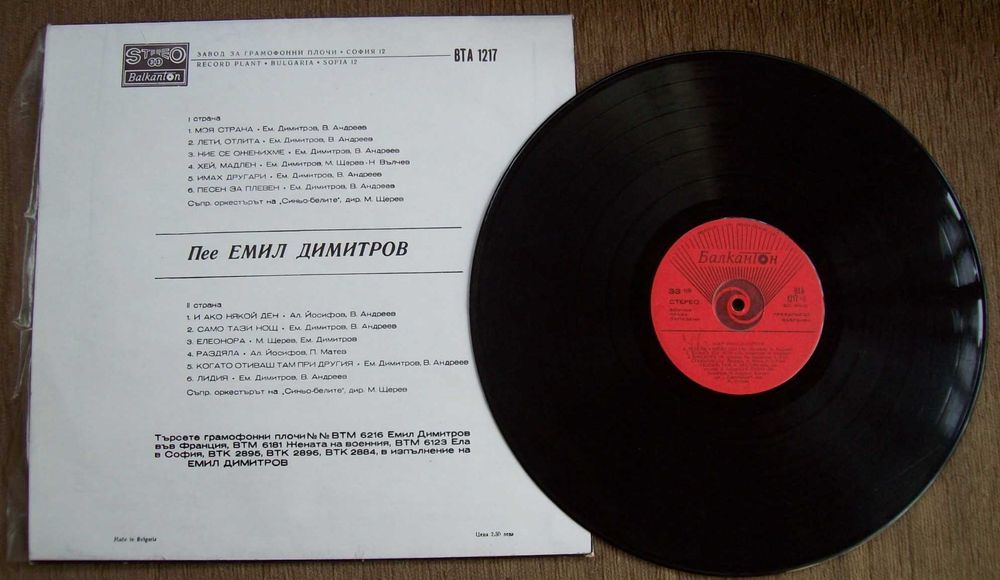 STEREO
33
Balkanton
ЗАВОД ЗА ГРАМОФОННИ ПЛОЧИ • СОФИЯ 12
RECORD PLANT • BULGARIA • SOFIA 12
ВТА 1217
I страна
1. МОЯ СТРАНА • Ем. Димитров, В. Андреев
2. ЛЕТИ, ОТЛИТА • Ем. Димитров, В. Андреев
3. НИЕ СЕ ОЖЕНИХМЕ • Ем. Димитров, В. Андреев
4. ХЕЙ, МАДЛЕН • Ем. Димитров, М. Щерев - Н Вълчев
5. ИМАХ ДРУГАРИ • Ем. Димитров, В. Андреев
6. ПЕСЕН ЗА ПЛЕВЕН • Ем. Димитров, В. Андреев
Съпр. оркестърът на „Синьо-белите", дир. М. Щерев
Пее ЕМИЛ ДИМИТРОВ
II страна
1. И АКО НЯКОЙ ДЕН • Ал. Йосифов, В. Андреев
2. САМО ТАЗИ НОЩ • Ем. Димитров, В. Андреев
3. ЕЛЕОНОРА • М. Щерев, Ем. Димитров
4. РАЗДЯЛА • Ал. Йосифов, П. Матев
5. КОГАТО ОТИВАШ ТАМ ПРИ ДРУГИЯ • Ем. Димитров, В. Андреев
6. ЛИДИЯ • Ем. Димитров, В. Андреев
Съпр. оркестърът на „Синьо-белите", дир. М. Щерев
Търсете грамофонни плочи №№ ВТМ 6216 Емил Димитров
във Франция, ВТМ 6181 Жената на военния, ВТМ 6123 Ела
в София, ВТК 2895, ВТК 2896, ВТК 2884, в изпълнение на
ЕМИЛ ДИМИТРОВ
Made in Bulgaria
Цена 2,50 лева
Балкантон
33
СТЕРЕО
ВТА
1217